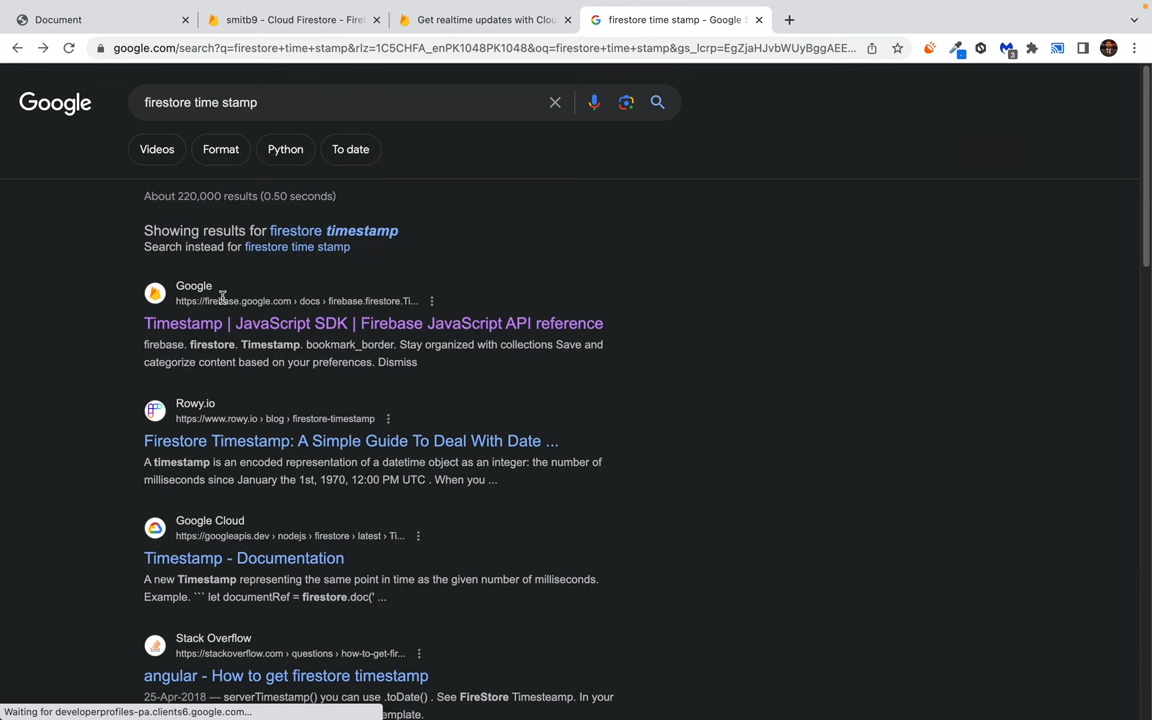 Document
smitb9 - Cloud Firestore - Fire
Get realtime updates with Clou
firestore time stamp - Google S
google.com/search?q=firestore+time+stamp&rlz=1C5CHFA_enPK1048PK1048&oq=firestore+time+stamp&gs_lcrp=EgZjaHJvbWUyBggAEE...
3
Google
firestore time stamp
Videos
Format
Python
To date
About 220,000 results (0.50 seconds)
Showing results for firestore timestamp
Search instead for firestore time stamp
Google
https://firebase.google.com › docs › firebase.firestore.Ti...
Timestamp | JavaScript SDK | Firebase JavaScript API reference
firebase. firestore. Timestamp. bookmark_border. Stay organized with collections Save and
categorize content based on your preferences. Dismiss
Rowy.io
https://www.rowy.io › blog › firestore-timestamp
Firestore Timestamp: A Simple Guide To Deal With Date ...
A timestamp is an encoded representation of a datetime object as an integer: the number of
milliseconds since January the 1st, 1970, 12:00 PM UTC . When you ...
Google Cloud
https://googleapis.dev › nodejs › firestore › latest › Ti...
Timestamp - Documentation
A new Timestamp representing the same point in time as the given number of milliseconds.
Example. ``` let documentRef = firestore.doc(' ...
Stack Overflow
https://stackoverflow.com › questions › how-to-get-fir...
angular - How to get firestore timestamp
25-Apr-2018 — serverTimestamp() you can use .toDate() . See FireStore Timesteamp. In your
template.
Waiting for developerprofiles-pa.clients6.google.com...